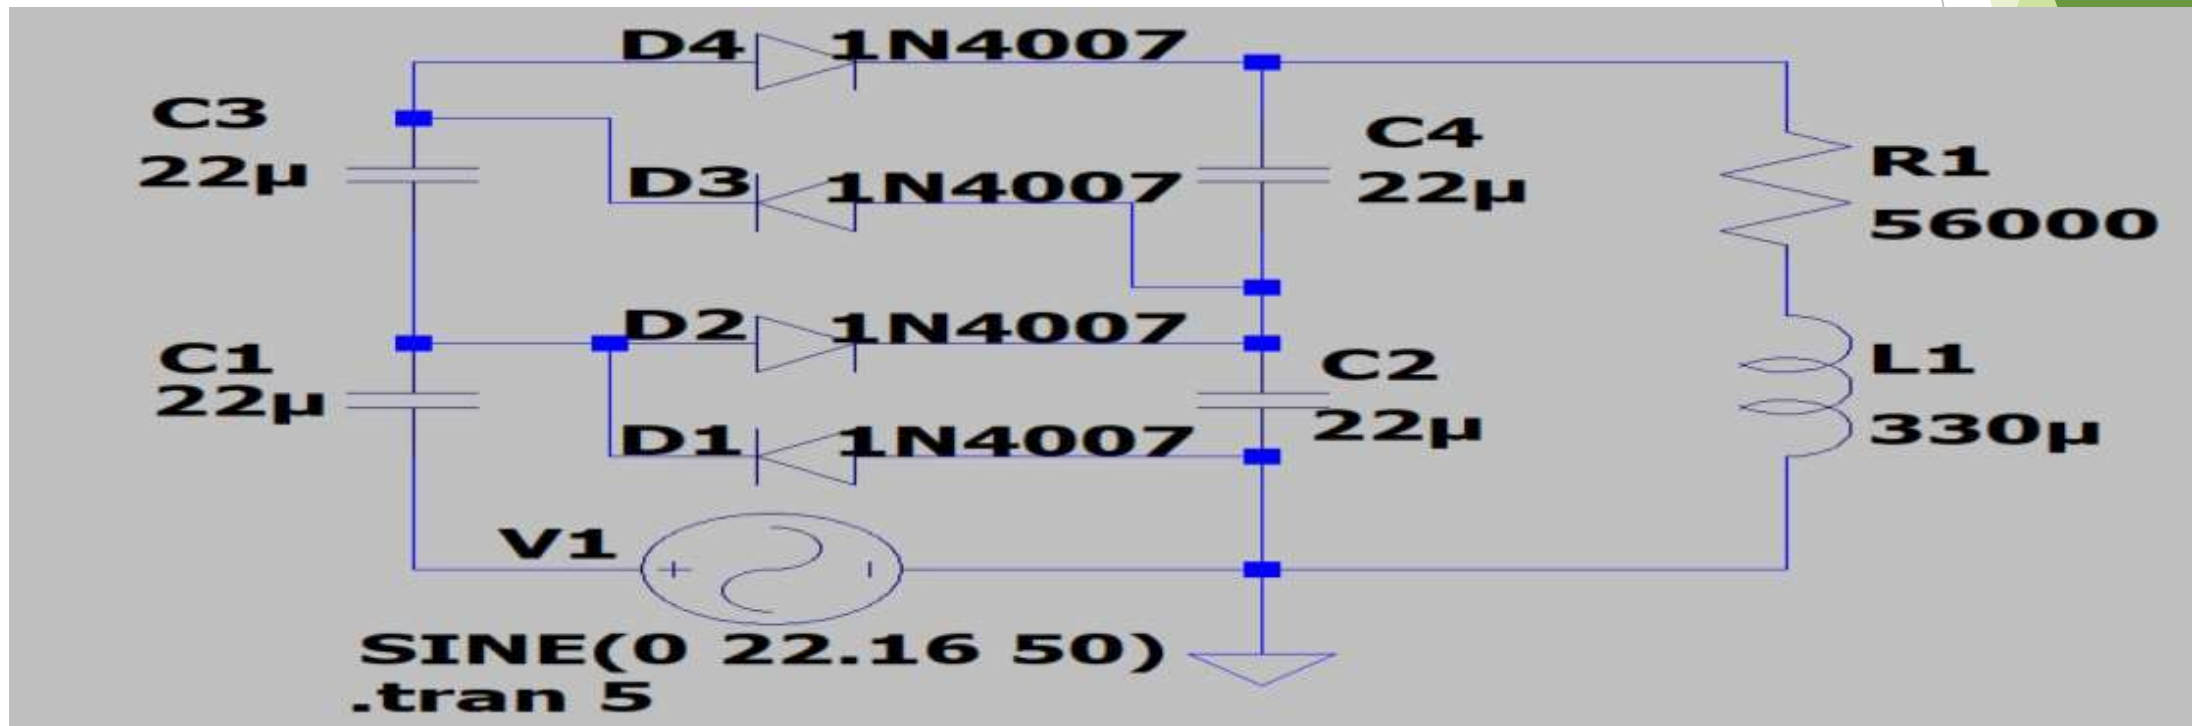 D4 1N4007
C3
22µ
C4
22µ
D3 1N4007
R1
56000
D2 1N4007
C1
22µ
C2
22µ
L1
330µ
D1 1N4007
V1
+ -
SINE(0 22.16 50)
.tran 5